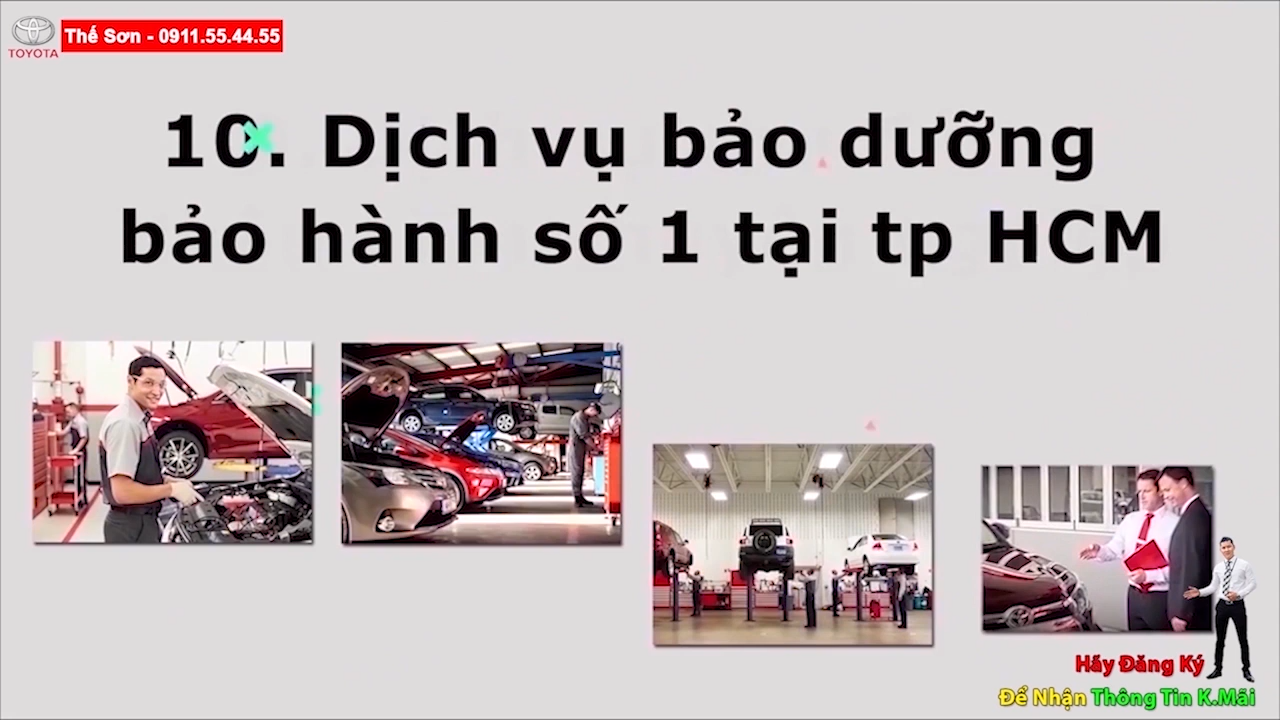 TOYOTA
Thế Sơn - 0911.55.44.55
10. Dịch vụ bảo dưỡng
bảo hành số 1 tại tp HCM
Hãy Đăng Ký
Để Nhận Thông Tin K.Mãi